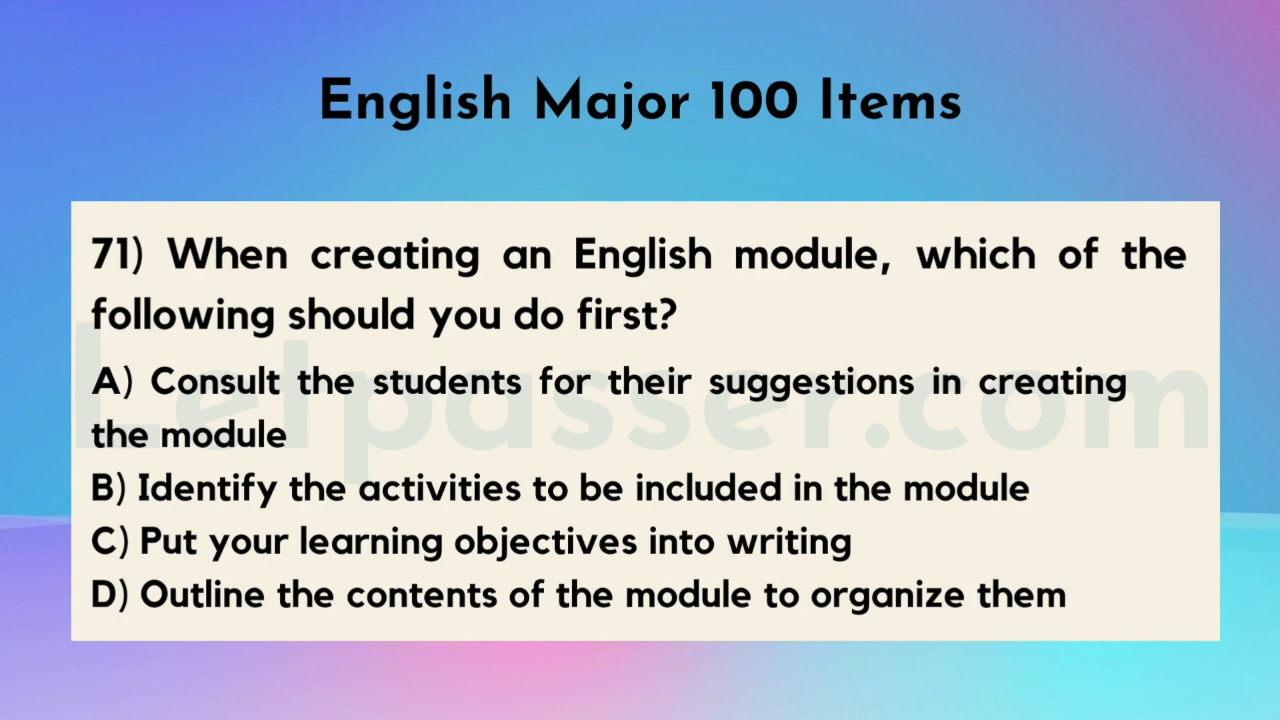 English Major 100 Items
71) When creating an English module, which of the
following should you do first?
A) Consult the students for their suggestions in creating
the module
B) Identify the activities to be included in the module
C) Put your learning objectives into writing
D) Outline the contents of the module to organize them
Letpasser.com